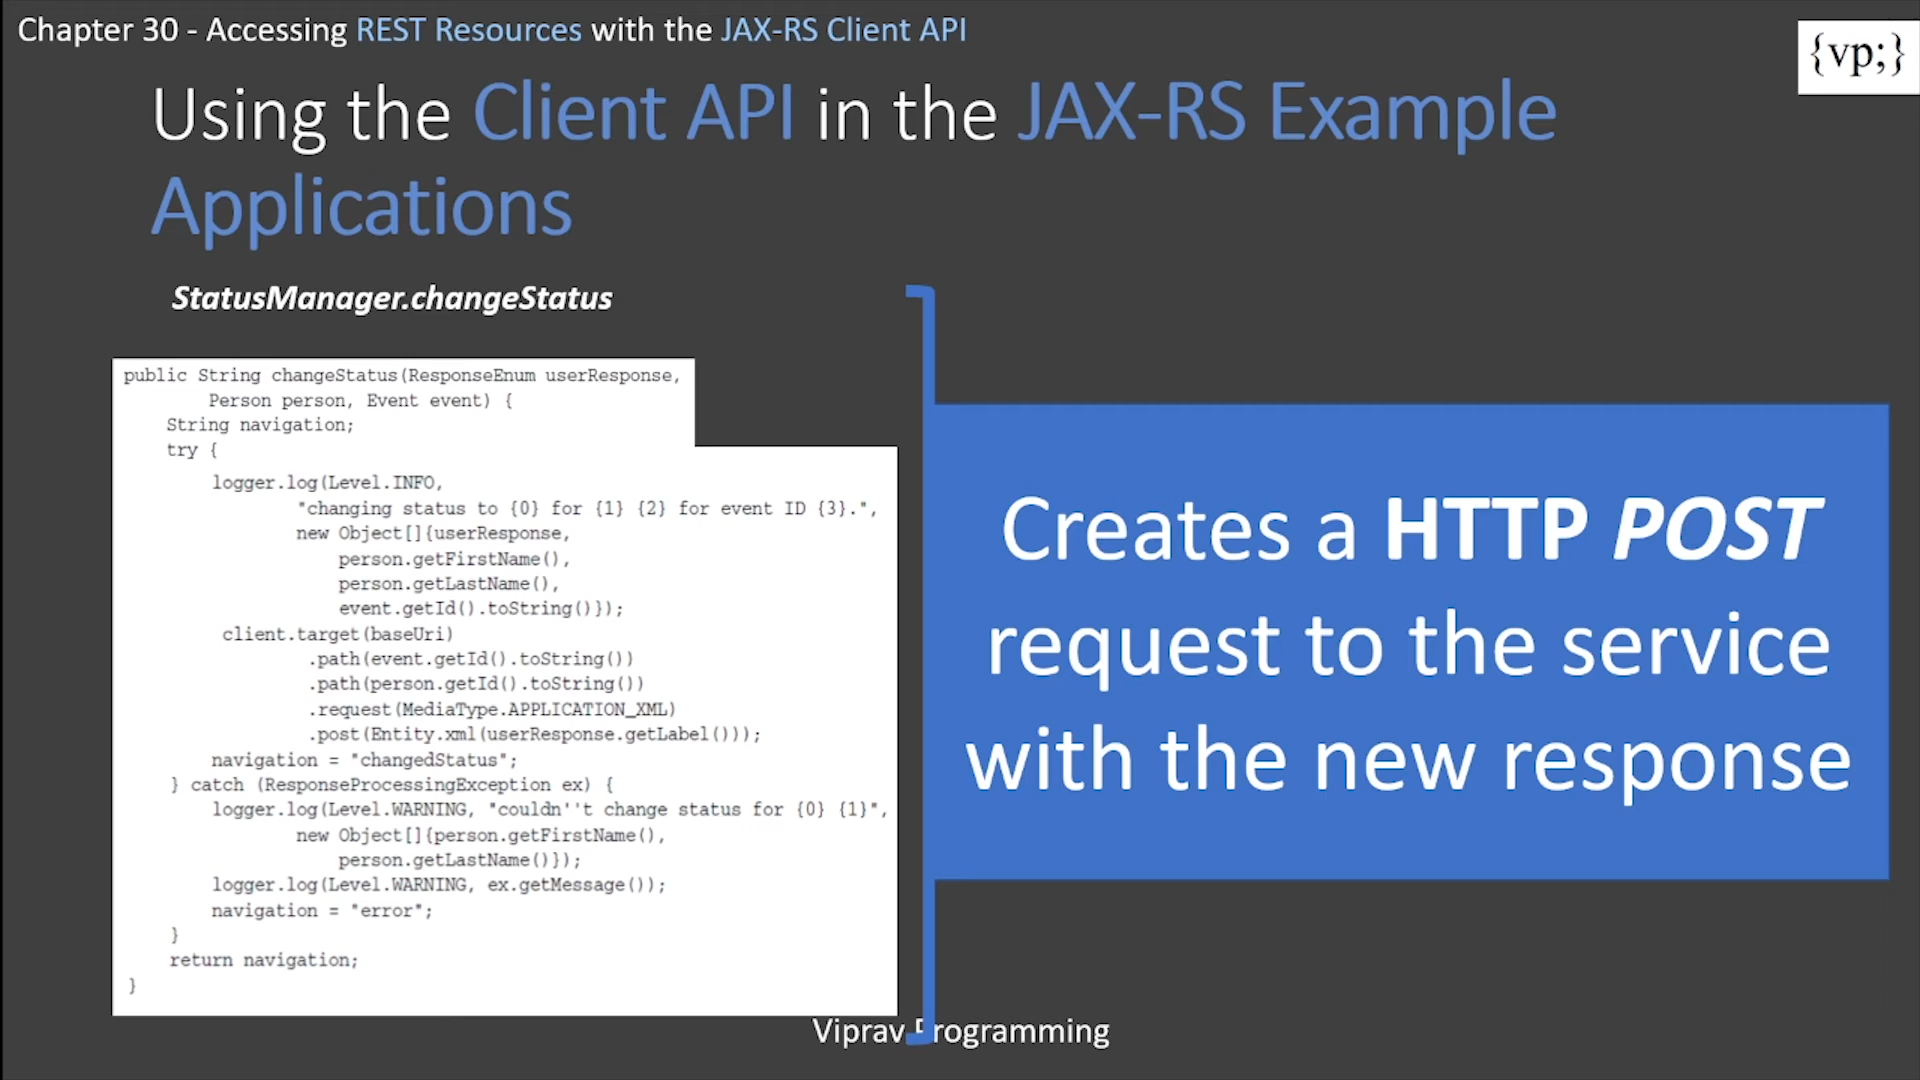 Chapter 30 - Accessing REST Resources with the JAX-RS Client API
{vp;}
Using the Client API in the JAX-RS Example
Applications
StatusManager.changeStatus
public String changeStatus(ResponseEnum userResponse,
Person person, Event event) {
String navigation;
try {
logger.log(Level.INFO,
"changing status to {0} for {1} {2} for event ID {3}.",
new Object[]{userResponse,
person.getFirstName(),
person.getLastName(),
event.getId().toString()});
client.target(baseUri)
.path(event.getId().toString())
.path(person.getId().toString())
.request(MediaType.APPLICATION_XML)
.post(Entity.xml(userResponse.getLabel()));
navigation = "changedStatus";
} catch (ResponseProcessingException ex) {
logger.log(Level.WARNING, "couldn''t change status for {0} {1}",
new Object[]{person.getFirstName(),
person.getLastName()});
logger.log(Level.WARNING, ex.getMessage());
navigation = "error";
}
return navigation;
}
Creates a HTTP POST
request to the service
with the new response
Viprav Programming